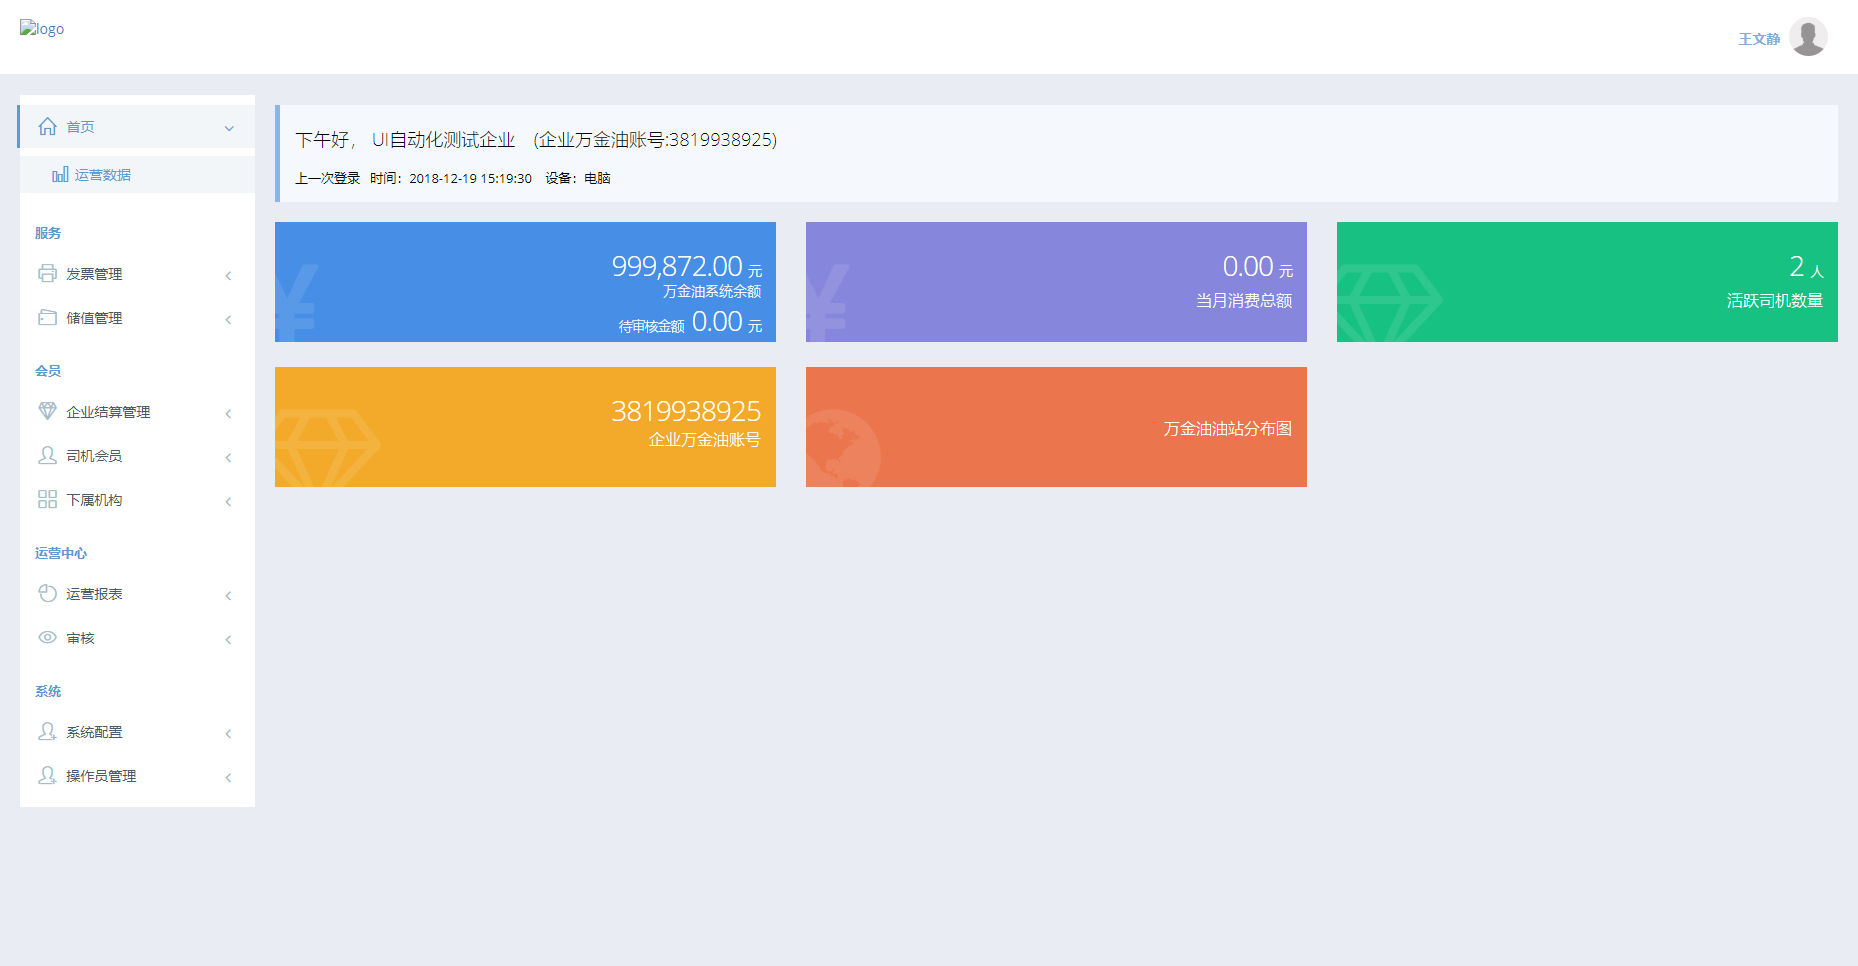 logo
王文静
首页
运营数据
服务
发票管理
储值管理
会员
企业结算管理
司机会员
下属机构
运营中心
运营报表
审核
系统
系统配置
操作员管理
下午好， UI自动化测试企业 (企业万金油账号:3819938925)
上一次登录 时间：2018-12-19 15:19:30 设备：电脑
999,872.00 元
万金油系统余额
待审核金额 0.00 元
0.00 元
当月消费总额
2 人
活跃司机数量
3819938925
企业万金油账号
万金油油站分布图